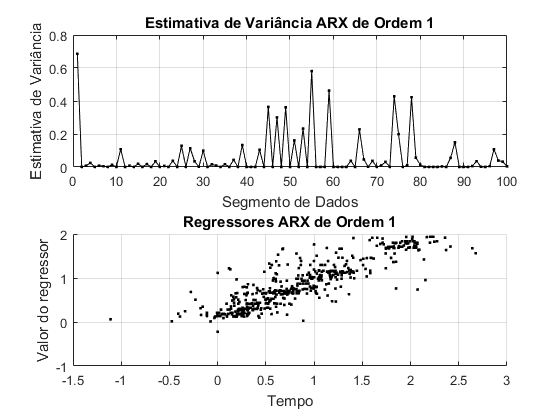 Estimativa de Variância ARX de Ordem 1
Estimativa de Variância
0.8
0.6
0.4
0.2
0
0 10 20 30 40 50 60 70 80 90 100
Segmento de Dados
Regressores ARX de Ordem 1
Valor do regressor
2
1
0
-1
-1.5 -1 -0.5 0 0.5 1 1.5 2 2.5 3
Tempo